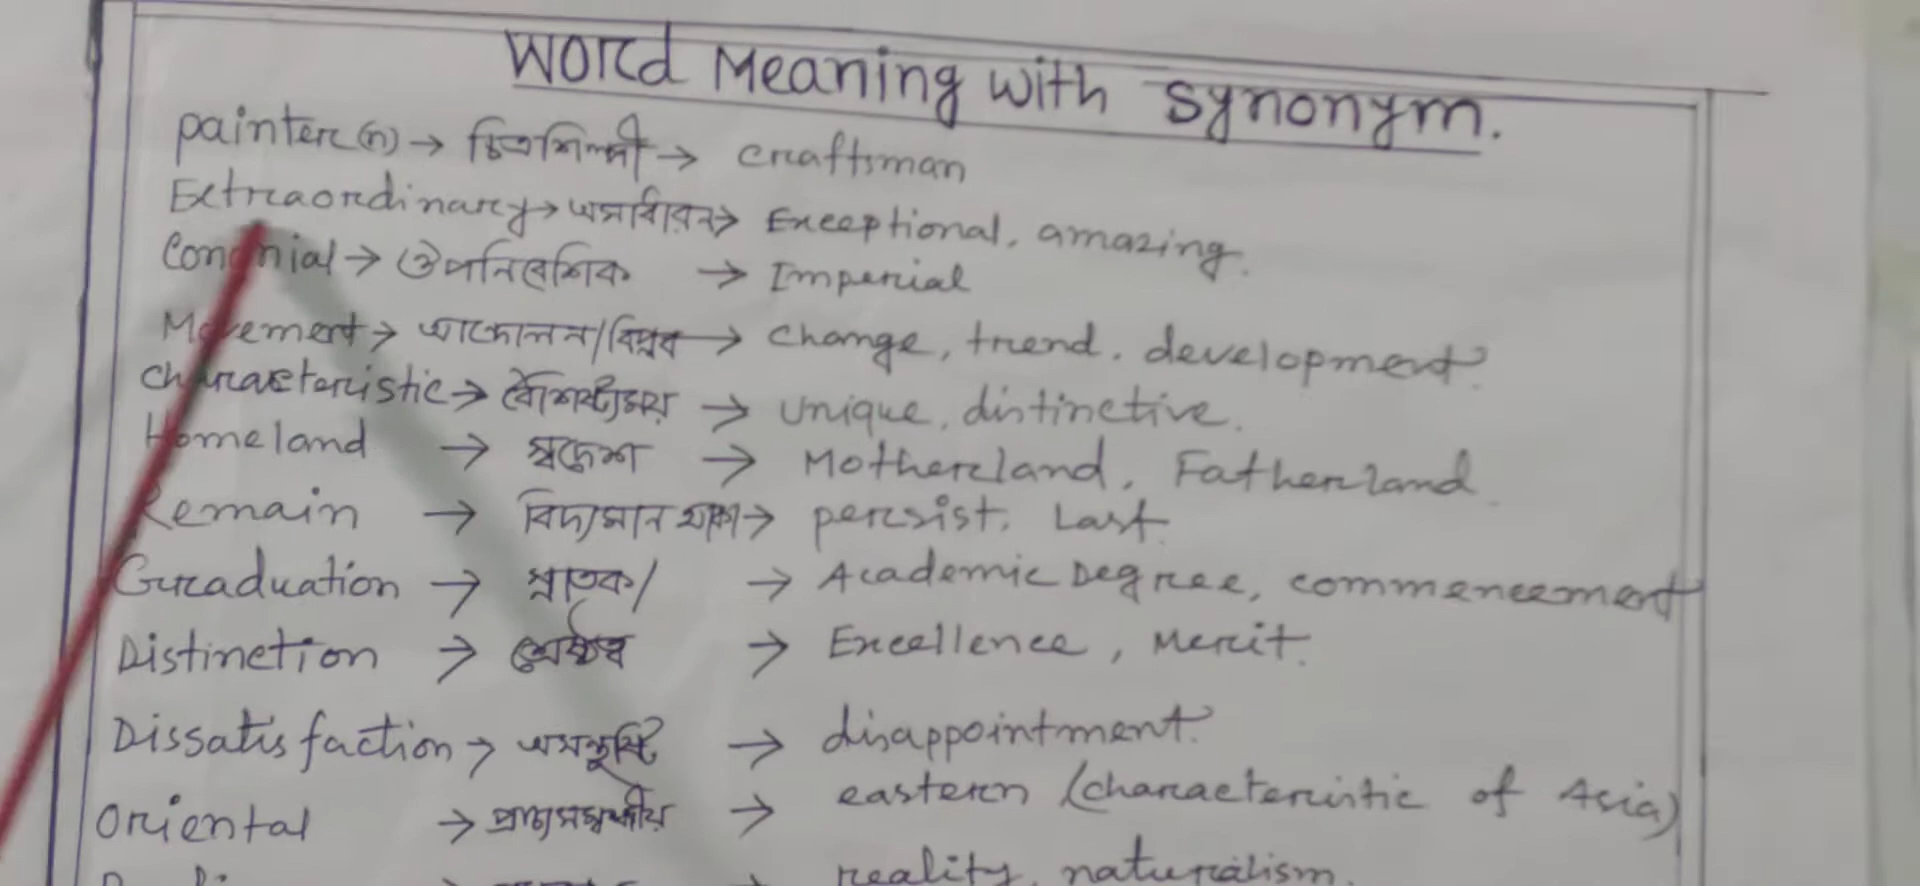 Word Meaning with Synonym.
painter(n) → চিত্রশিল্পী → craftsman
Extraordinary → অসাধারন → Exceptional, amazing.
→ ঔপনিবেশিক → Imperial
Movement → আন্দোলন/বিপ্লব → change, trend, development.
characteristic → বৈশিষ্ট্যময় → unique, distinctive.
Homeland → স্বদেশ → Motherland, Fatherland
Remain → বিদ্যমান থাকা → persist, Last.
Graduation → স্নাতক/ → Academic Degree, commencement
Distinction → শ্রেষ্ঠত্ব → Excellence, Merit.
Dissatisfaction → অসন্তুষ্টি → disappointment.
Oriental → প্রাচ্যসম্বন্ধীয় → eastern (characteristic of Asia)
reality, naturalism.